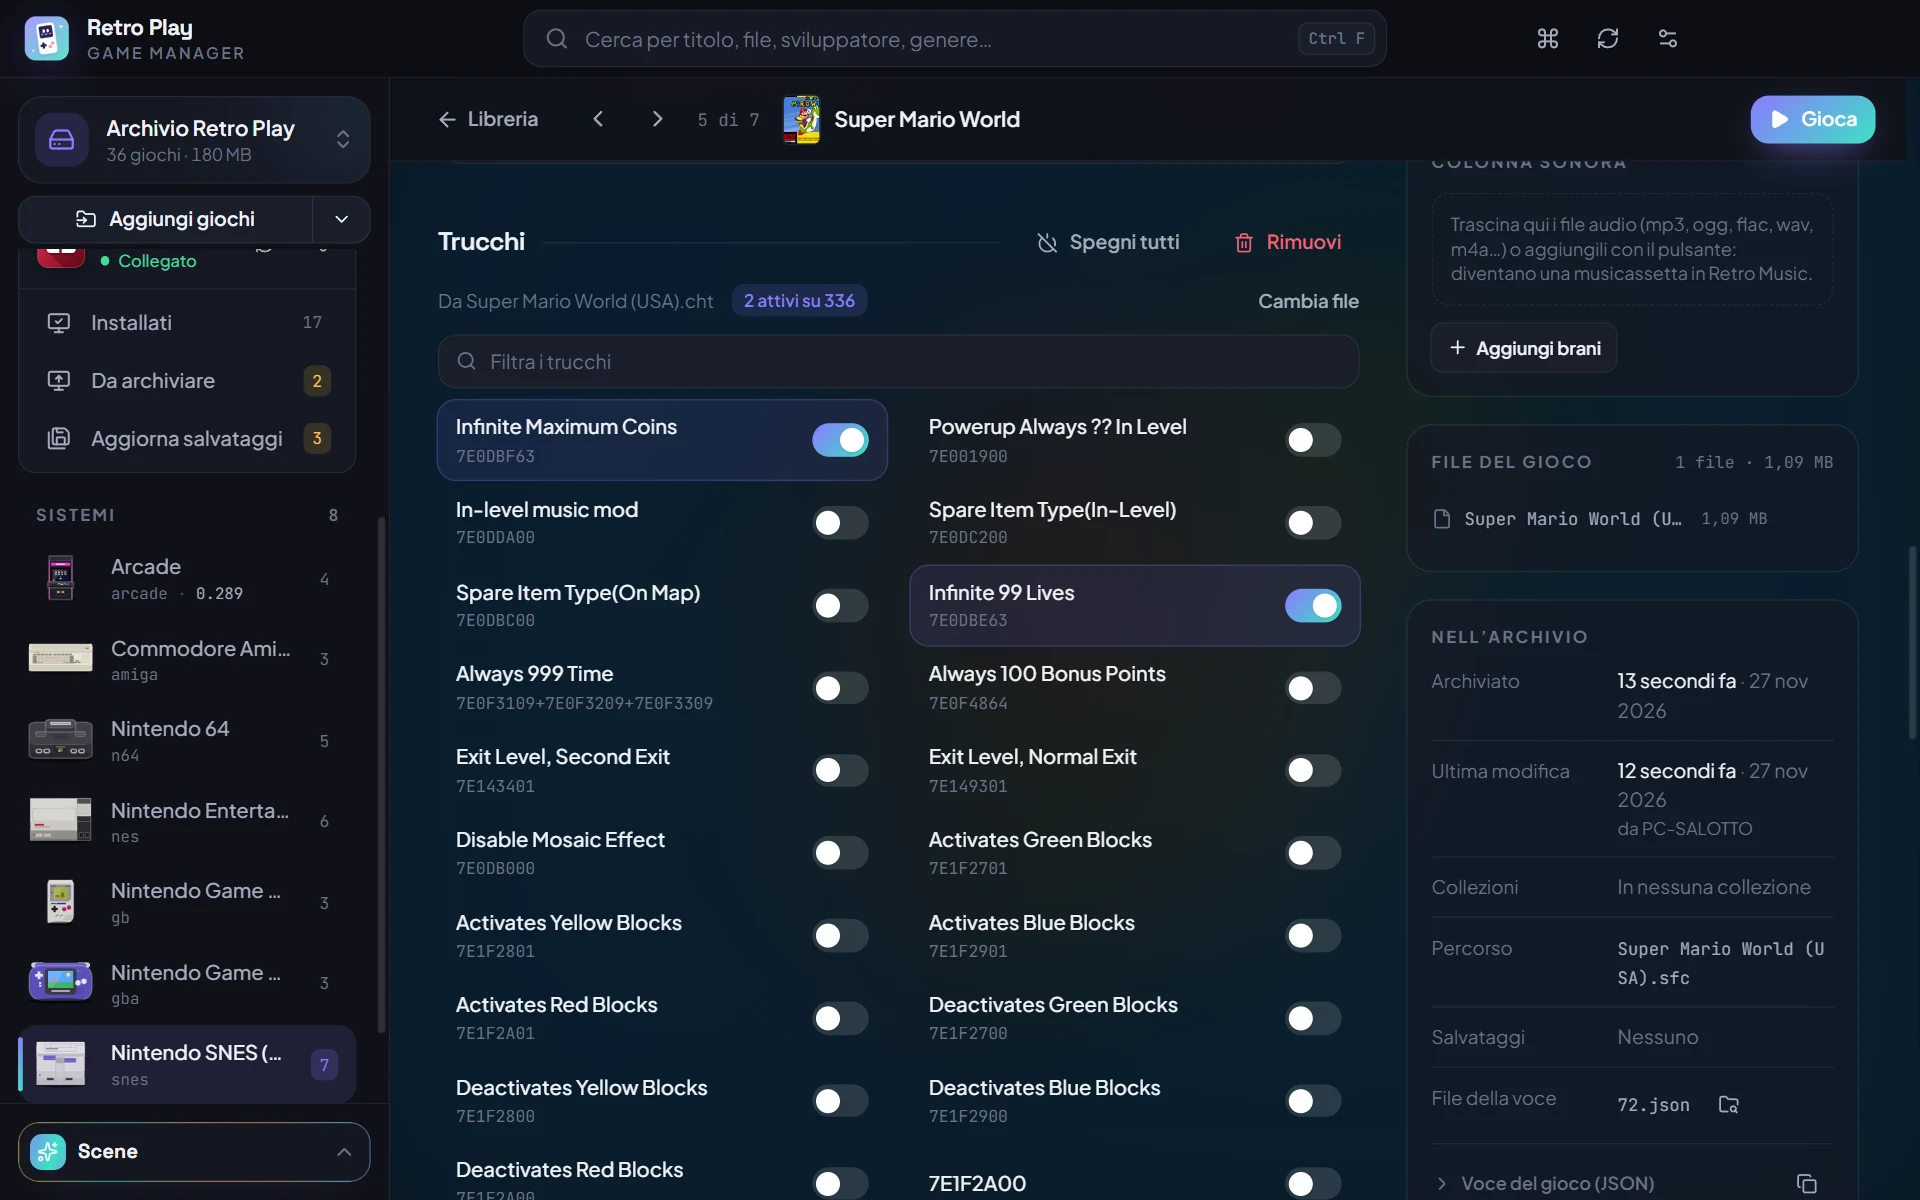 Retro Play
GAME MANAGER
Cerca per titolo, file, sviluppatore, genere...
Ctrl F
Archivio Retro Play
36 giochi · 180 MB
Aggiungi giochi
Collegato
Installati 17
Da archiviare 2
Aggiorna salvataggi 3
SISTEMI 8
Arcade
arcade · 0.289
4
Commodore Ami...
amiga
3
Nintendo 64
n64
5
Nintendo Enterta...
nes
6
Nintendo Game ...
gb
3
Nintendo Game ...
gba
3
Nintendo SNES (...
snes
7
Scene
Libreria
5 di 7
Super Mario World
Gioca
Trucchi
Spegni tutti
Rimuovi
Da Super Mario World (USA).cht
2 attivi su 336
Cambia file
Filtra i trucchi
Infinite Maximum Coins
7E0DBF63
Powerup Always ?? In Level
7E001900
In-level music mod
7E0DDA00
Spare Item Type(In-Level)
7E0DC200
Spare Item Type(On Map)
7E0DBC00
Infinite 99 Lives
7E0DBE63
Always 999 Time
7E0F3109+7E0F3209+7E0F3309
Always 100 Bonus Points
7E0F4864
Exit Level, Second Exit
7E143401
Exit Level, Normal Exit
7E149301
Disable Mosaic Effect
7E0DB000
Activates Green Blocks
7E1F2701
Activates Yellow Blocks
7E1F2801
Activates Blue Blocks
7E1F2901
Activates Red Blocks
7E1F2A01
Deactivates Green Blocks
7E1F2700
Deactivates Yellow Blocks
7E1F2800
Deactivates Blue Blocks
7E1F2900
Deactivates Red Blocks
7E1F2A00
7E1F2A00
COLONNA SONORA
Trascina qui i file audio (mp3, ogg, flac, wav,
m4a...) o aggiungili con il pulsante:
diventano una musicassetta in Retro Music.
Aggiungi brani
FILE DEL GIOCO
1 file · 1,09 MB
Super Mario World (U… 1,09 MB
NELL'ARCHIVIO
Archiviato
13 secondi fa · 27 nov
2026
Ultima modifica
12 secondi fa · 27 nov
2026
da PC-SALOTTO
Collezioni
In nessuna collezione
Percorso
Super Mario World (U
SA).sfc
Salvataggi
Nessuno
File della voce
72.json
Voce del gioco (JSON)